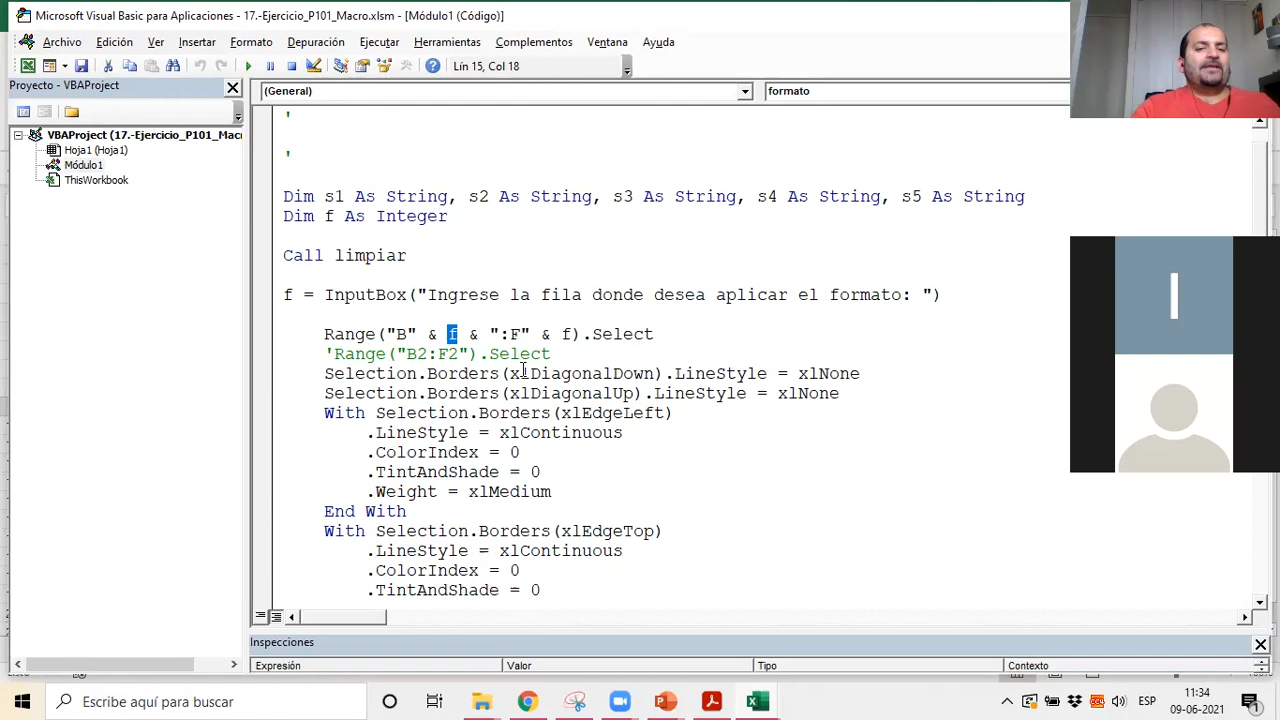 Microsoft Visual Basic para Aplicaciones - 17.-Ejercicio_P101_Macro.xlsm - [Módulo1 (Código)]
Archivo Edición Ver Insertar Formato Depuración Ejecutar Herramientas Complementos Ventana Ayuda
Lín 15, Col 18
Proyecto - VBAProject
(General)
formato
VBAProject (17.-Ejercicio_P101_Mac
Hoja1 (Hoja1)
Módulo1
ThisWorkbook
'
'
Dim s1 As String, s2 As String, s3 As String, s4 As String, s5 As String
Dim f As Integer
Call limpiar
f = InputBox("Ingrese la fila donde desea aplicar el formato: ")
Range("B" & f & ":F" & f).Select
'Range("B2:F2").Select
Selection.Borders(xlDiagonalDown).LineStyle = xlNone
Selection.Borders(xlDiagonalUp).LineStyle = xlNone
With Selection.Borders(xlEdgeLeft)
.LineStyle = xlContinuous
.ColorIndex = 0
.TintAndShade = 0
.Weight = xlMedium
End With
With Selection.Borders(xlEdgeTop)
.LineStyle = xlContinuous
.ColorIndex = 0
.TintAndShade = 0
I
Inspecciones
Expresión Valor Tipo Contexto
Escribe aquí para buscar
ESP
11:34
09-06-2021